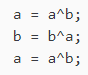 a = a^b;
b = b^a;
a = a^b;